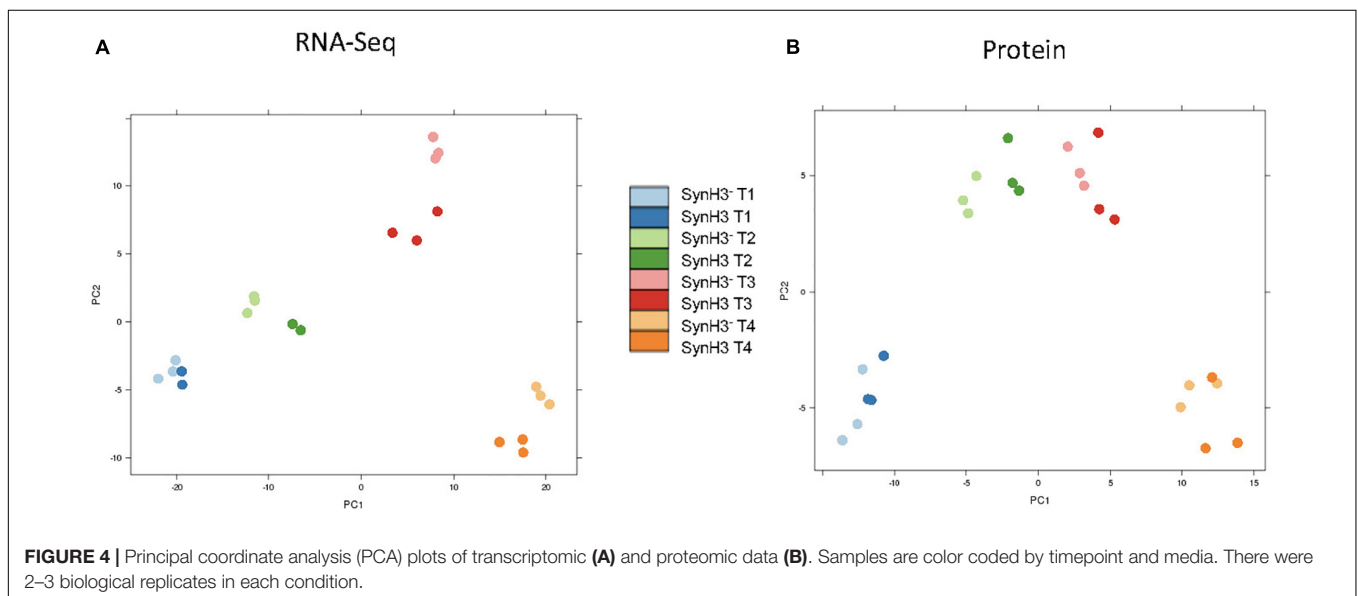 A
RNA-Seq
B
Protein
10
5
0
-5
-10
PC2
-20
-10
0
10
20
PC1
SynH3⁻ T1
SynH3 T1
SynH3⁻ T2
SynH3 T2
SynH3⁻ T3
SynH3 T3
SynH3⁻ T4
SynH3 T4
5
0
-5
PC2
-10
-5
0
5
10
15
PC1
FIGURE 4 | Principal coordinate analysis (PCA) plots of transcriptomic (A) and proteomic data (B). Samples are color coded by timepoint and media. There were
2–3 biological replicates in each condition.